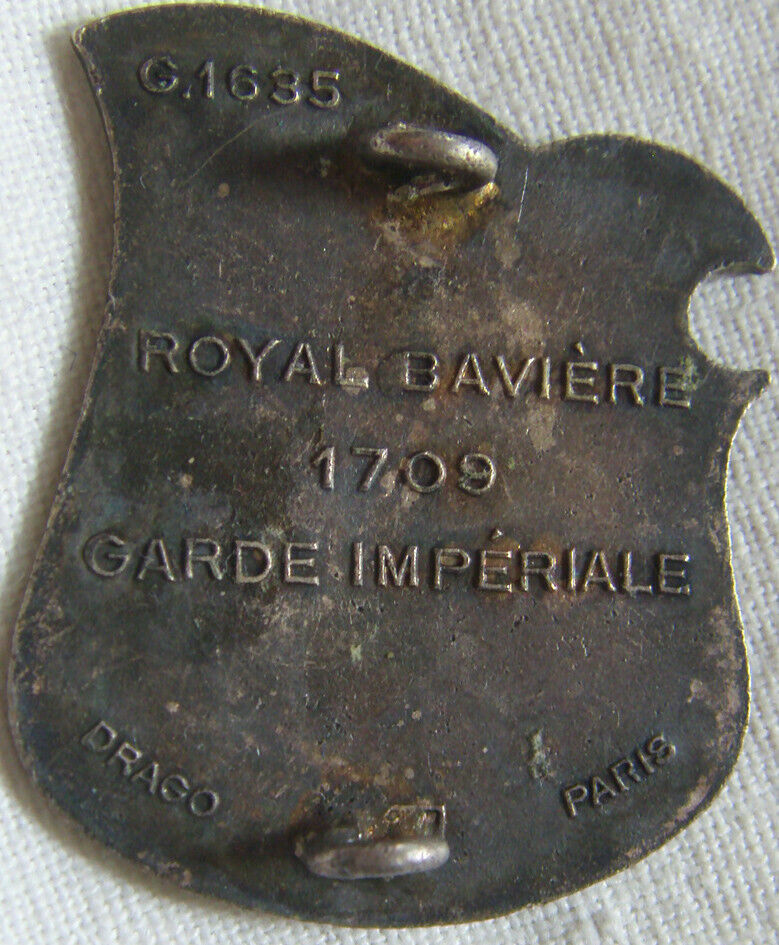 G.1635
ROYAL BAVIÈRE
1709
GARDE IMPÉRIALE
DRAGO PARIS